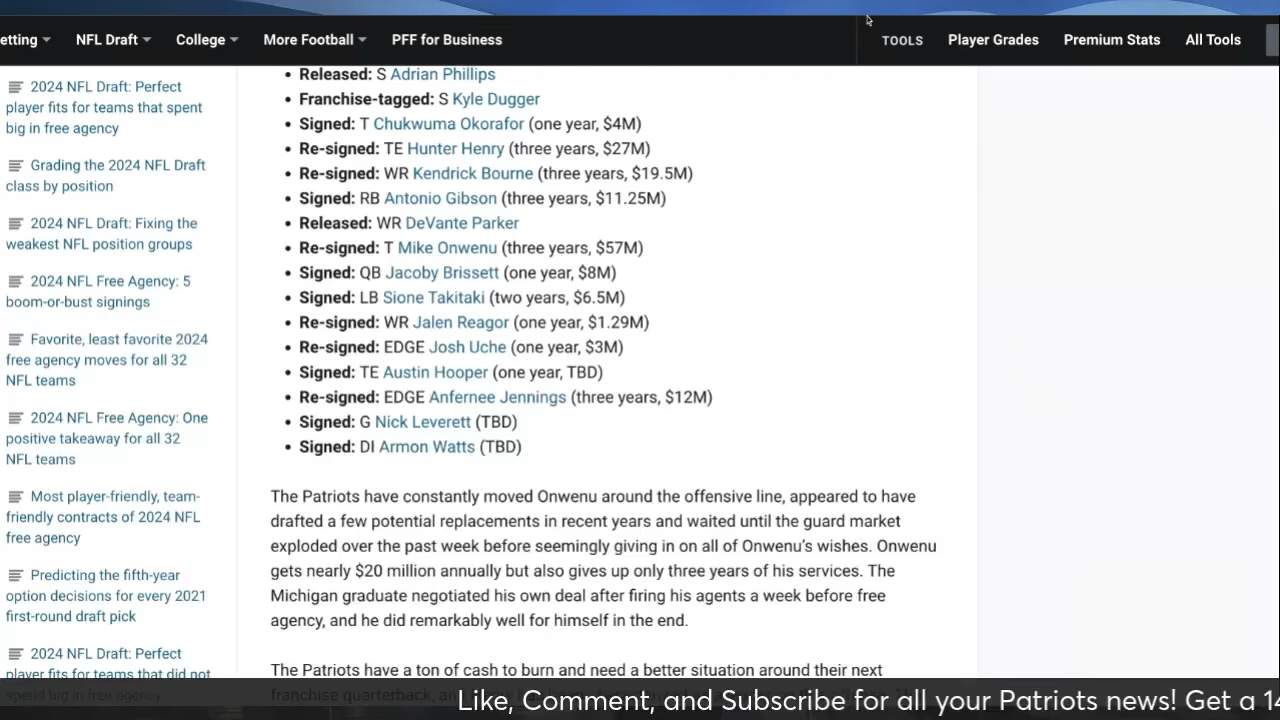 etting NFL Draft College More Football PFF for Business TOOLS Player Grades Premium Stats All Tools
2024 NFL Draft: Perfect
player fits for teams that spent
big in free agency
Grading the 2024 NFL Draft
class by position
2024 NFL Draft: Fixing the
weakest NFL position groups
2024 NFL Free Agency: 5
boom-or-bust signings
Favorite, least favorite 2024
free agency moves for all 32
NFL teams
2024 NFL Free Agency: One
positive takeaway for all 32
NFL teams
Most player-friendly, team-
friendly contracts of 2024 NFL
free agency
Predicting the fifth-year
option decisions for every 2021
first-round draft pick
2024 NFL Draft: Perfect
player fits for teams that did not
spend big in free agency
• Released: S Adrian Phillips
• Franchise-tagged: S Kyle Dugger
• Signed: T Chukwuma Okorafor (one year, $4M)
• Re-signed: TE Hunter Henry (three years, $27M)
• Re-signed: WR Kendrick Bourne (three years, $19.5M)
• Signed: RB Antonio Gibson (three years, $11.25M)
• Released: WR DeVante Parker
• Re-signed: T Mike Onwenu (three years, $57M)
• Signed: QB Jacoby Brissett (one year, $8M)
• Signed: LB Sione Takitaki (two years, $6.5M)
• Re-signed: WR Jalen Reagor (one year, $1.29M)
• Re-signed: EDGE Josh Uche (one year, $3M)
• Signed: TE Austin Hooper (one year, TBD)
• Re-signed: EDGE Anfernee Jennings (three years, $12M)
• Signed: G Nick Leverett (TBD)
• Signed: DI Armon Watts (TBD)
The Patriots have constantly moved Onwenu around the offensive line, appeared to have
drafted a few potential replacements in recent years and waited until the guard market
exploded over the past week before seemingly giving in on all of Onwenu's wishes. Onwenu
gets nearly $20 million annually but also gives up only three years of his services. The
Michigan graduate negotiated his own deal after firing his agents a week before free
agency, and he did remarkably well for himself in the end.
The Patriots have a ton of cash to burn and need a better situation around their next
franchise quarterback,
Like, Comment, and Subscribe for all your Patriots news! Get a 1